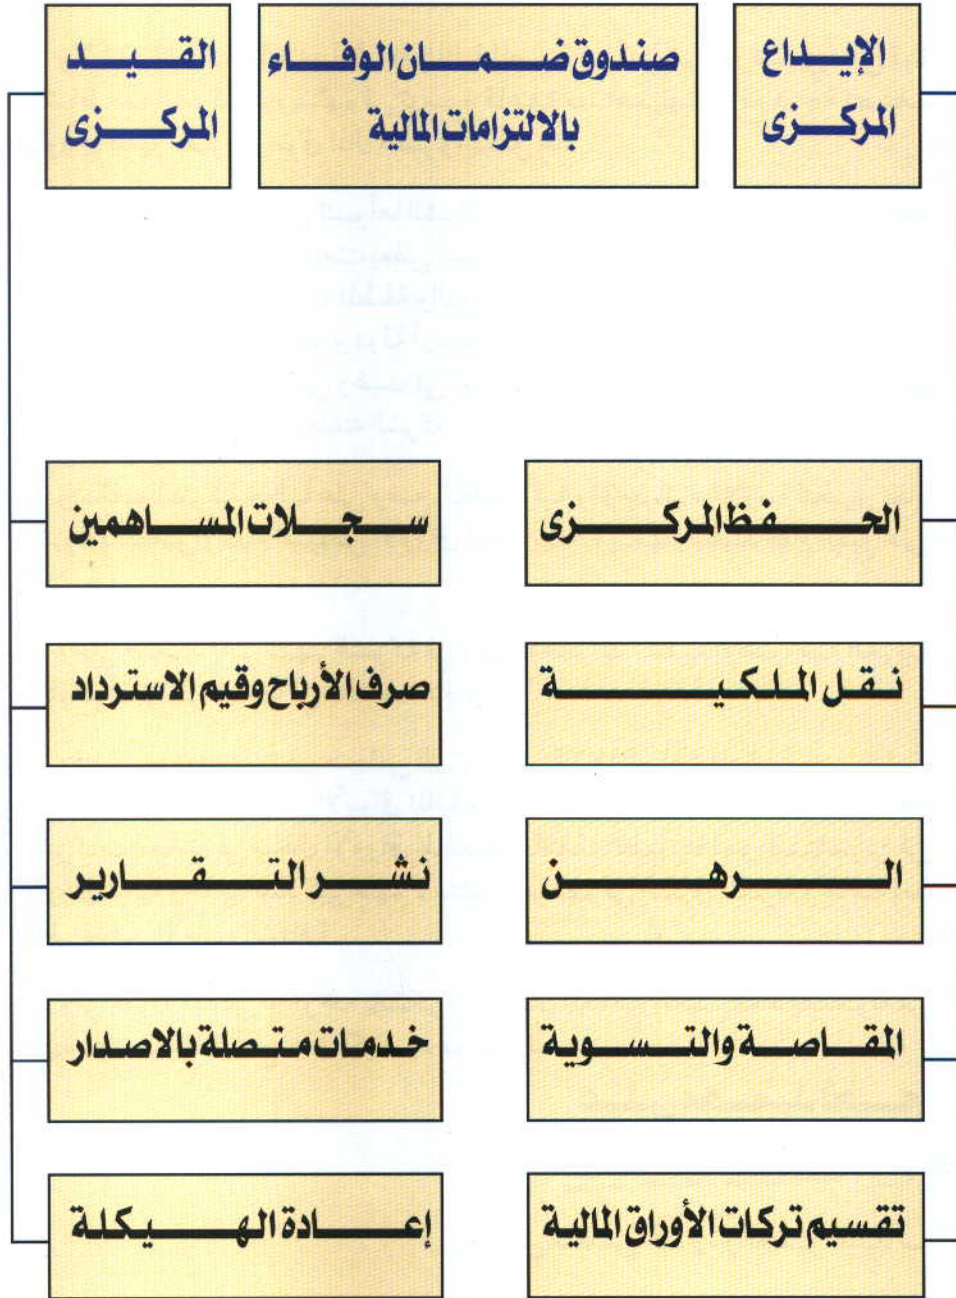 الإيداع
المركزى
صندوق ضمان الوفاء
بالالتزامات المالية
القيد
المركزى
الحفظ المركزى
سجلات المساهمين
نقل الملكية
صرف الأرباح وقيم الاسترداد
الرهن
نشر التقارير
المقاصة والتسوية
خدمات متصلة بالاصدار
تقسيم تركات الأوراق المالية
إعادة الهيكلة